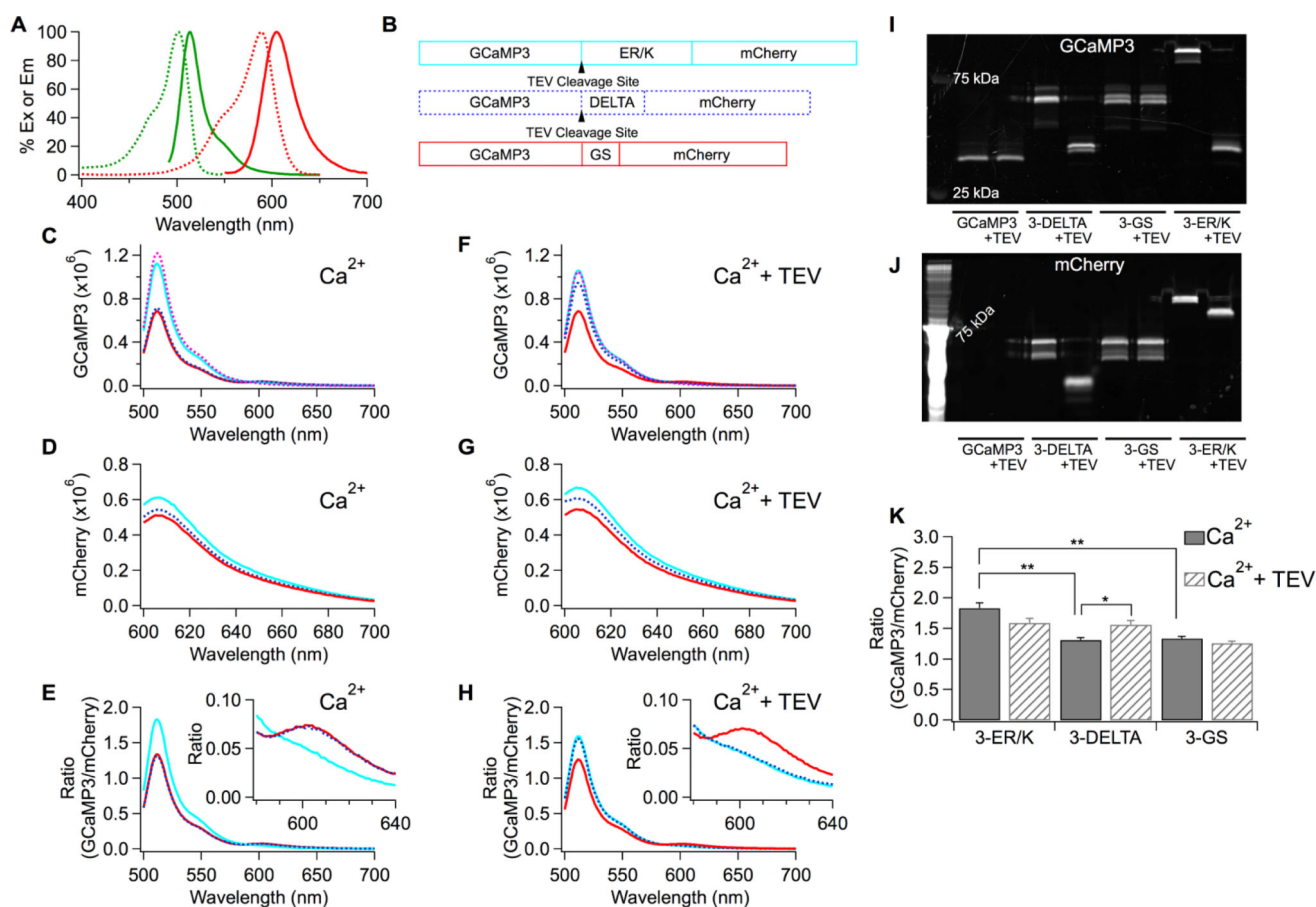 A
% Ex or Em
100
80
60
40
20
0
400 500 600 700
Wavelength (nm)
B
GCaMP3 ER/K mCherry
TEV Cleavage Site
GCaMP3 DELTA mCherry
TEV Cleavage Site
GCaMP3 GS mCherry
C
Ca2+
GCaMP3 (x10^6)
1.2
0.8
0.4
0.0
500 550 600 650 700
Wavelength (nm)
F
Ca2+ + TEV
GCaMP3 (x10^6)
1.2
0.8
0.4
0.0
500 550 600 650 700
Wavelength (nm)
D
Ca2+
mCherry (x10^6)
0.8
0.6
0.4
0.2
0.0
600 620 640 660 680 700
Wavelength (nm)
G
Ca2+ + TEV
mCherry (x10^6)
0.8
0.6
0.4
0.2
0.0
600 620 640 660 680 700
Wavelength (nm)
E
Ca2+
Ratio
(GCaMP3/mCherry)
2.0
1.5
1.0
0.5
0.0
500 550 600 650 700
Wavelength (nm)
Ratio
0.10
0.05
0.00
600 640
H
Ca2+ + TEV
Ratio
(GCaMP3/mCherry)
2.0
1.5
1.0
0.5
0.0
500 550 600 650 700
Wavelength (nm)
Ratio
0.10
0.05
0.00
600 640
I
GCaMP3
75 kDa
25 kDa
GCaMP3 3-DELTA 3-GS 3-ER/K
+TEV +TEV +TEV +TEV
J
mCherry
75 kDa
GCaMP3 3-DELTA 3-GS 3-ER/K
+TEV +TEV +TEV +TEV
K
Ratio
(GCaMP3/mCherry)
3.0
2.5
2.0
1.5
1.0
0.5
0.0
**
**
*
Ca2+
Ca2+ + TEV
3-ER/K 3-DELTA 3-GS